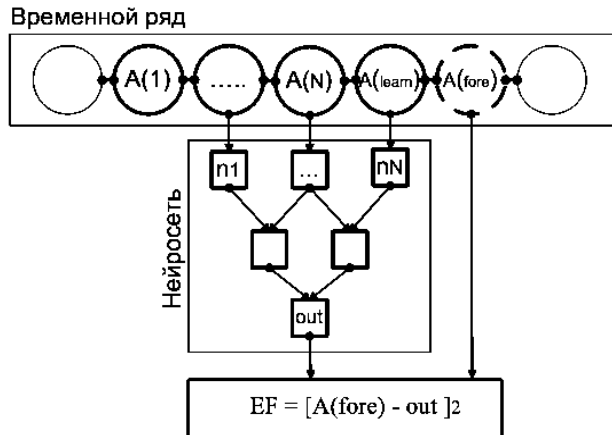 Временной ряд
A(1) ..... A(N) A(learn) A(fore)
Нейросеть
n1 ... nN
out
EF = [A(fore) - out ]2